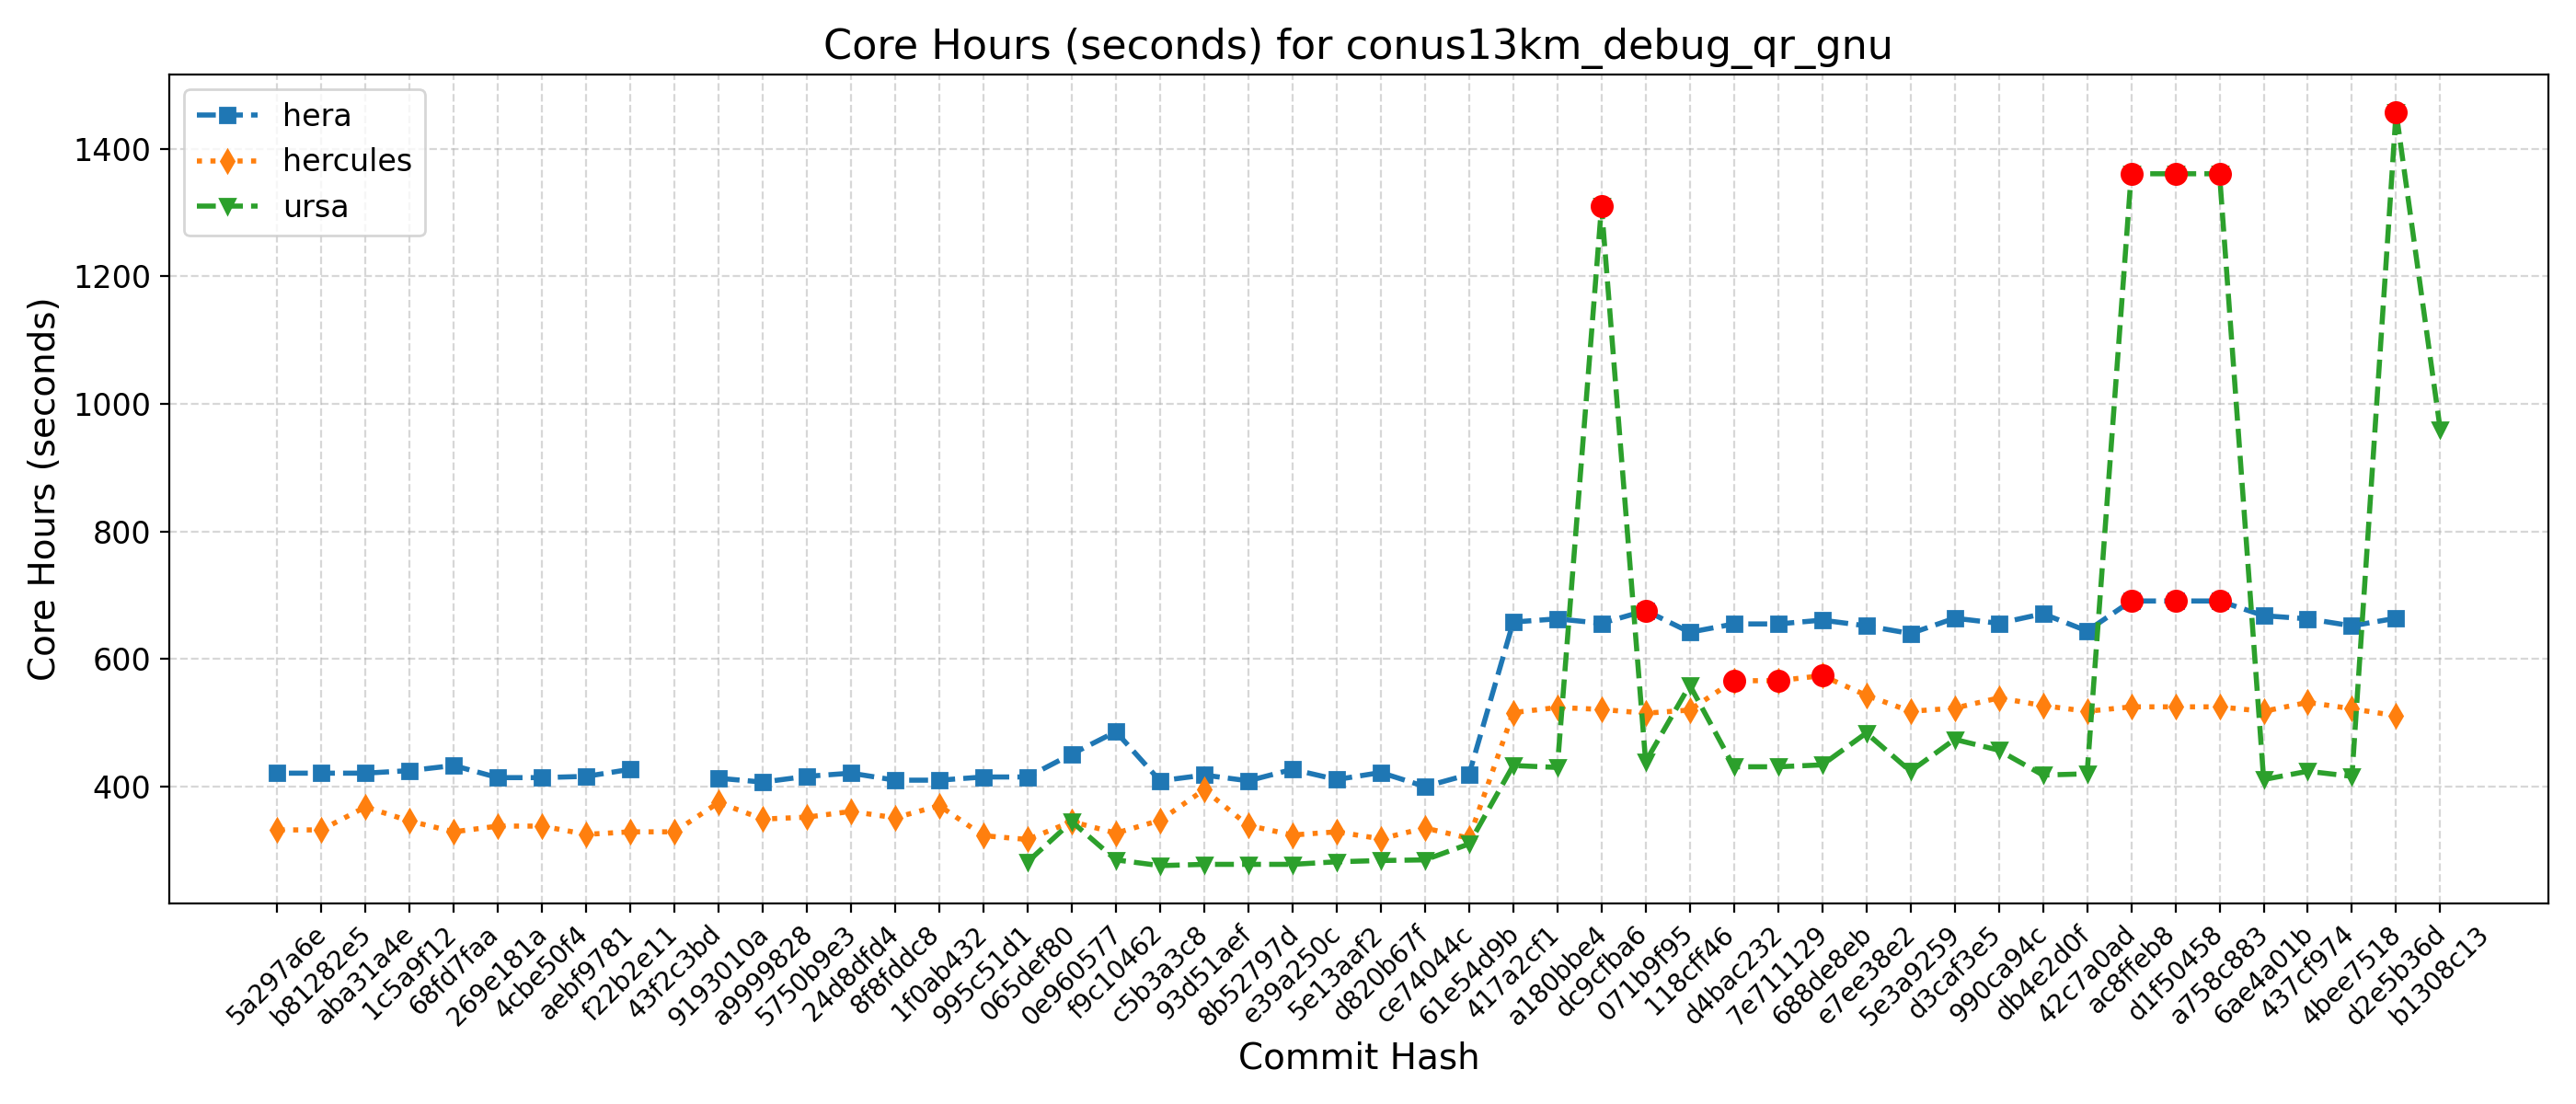 Core Hours (seconds) for conus13km_debug_qr_gnu
hera
hercules
ursa
Core Hours (seconds)
1400
1200
1000
800
600
400
5a297a6e
b81282e5
aba31a4e
1c5a9f12
68fd7faa
269e181a
4cbe50f4
aebf9781
f22b2e11
43f2c3bd
9193010a
a9999828
5750b9e3
24d8dfd4
8f8fddc8
1f0ab432
995c51d1
065def80
0e960577
f9c10462
c5b3a3c8
93d51aef
8b52797d
e39a250c
5e13aaf2
d820b67f
ce74044c
61e54d9b
417a2cf1
a180bbe4
dc9cfba6
071b9f95
118cff46
d4bac232
7e711129
688de8eb
e7ee38e2
5e3a9259
d3caf3e5
990ca94c
db4e2d0f
42c7a0ad
ac8ffeb8
d1f50458
a758c883
6ae4a01b
437cf974
4bee7518
d2e5b36d
b1308c13
Commit Hash